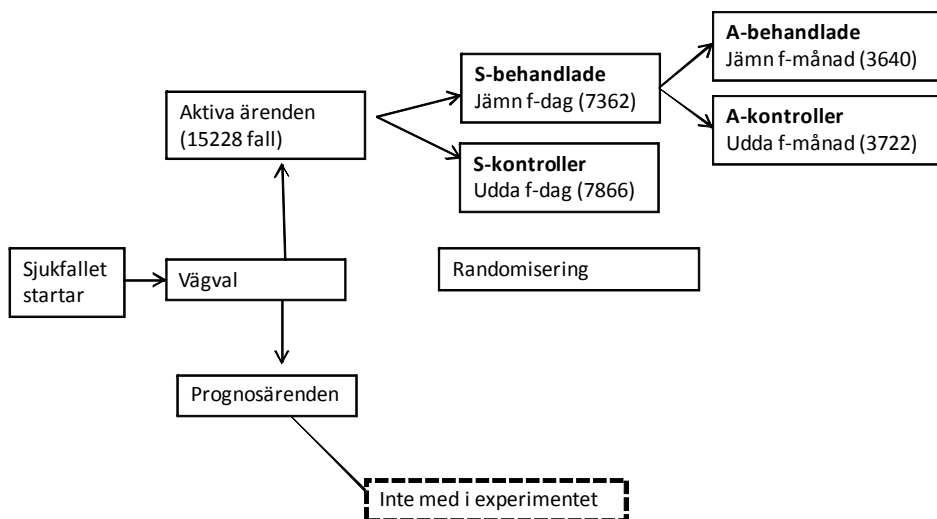 A-behandlade
Jämn f-månad (3640)
S-behandlade
Jämn f-dag (7362)
A-kontroller
Udda f-månad (3722)
Aktiva ärenden
(15228 fall)
S-kontroller
Udda f-dag (7866)
Sjukfallet
startar
Vägval
Randomisering
Prognosärenden
Inte med i experimentet